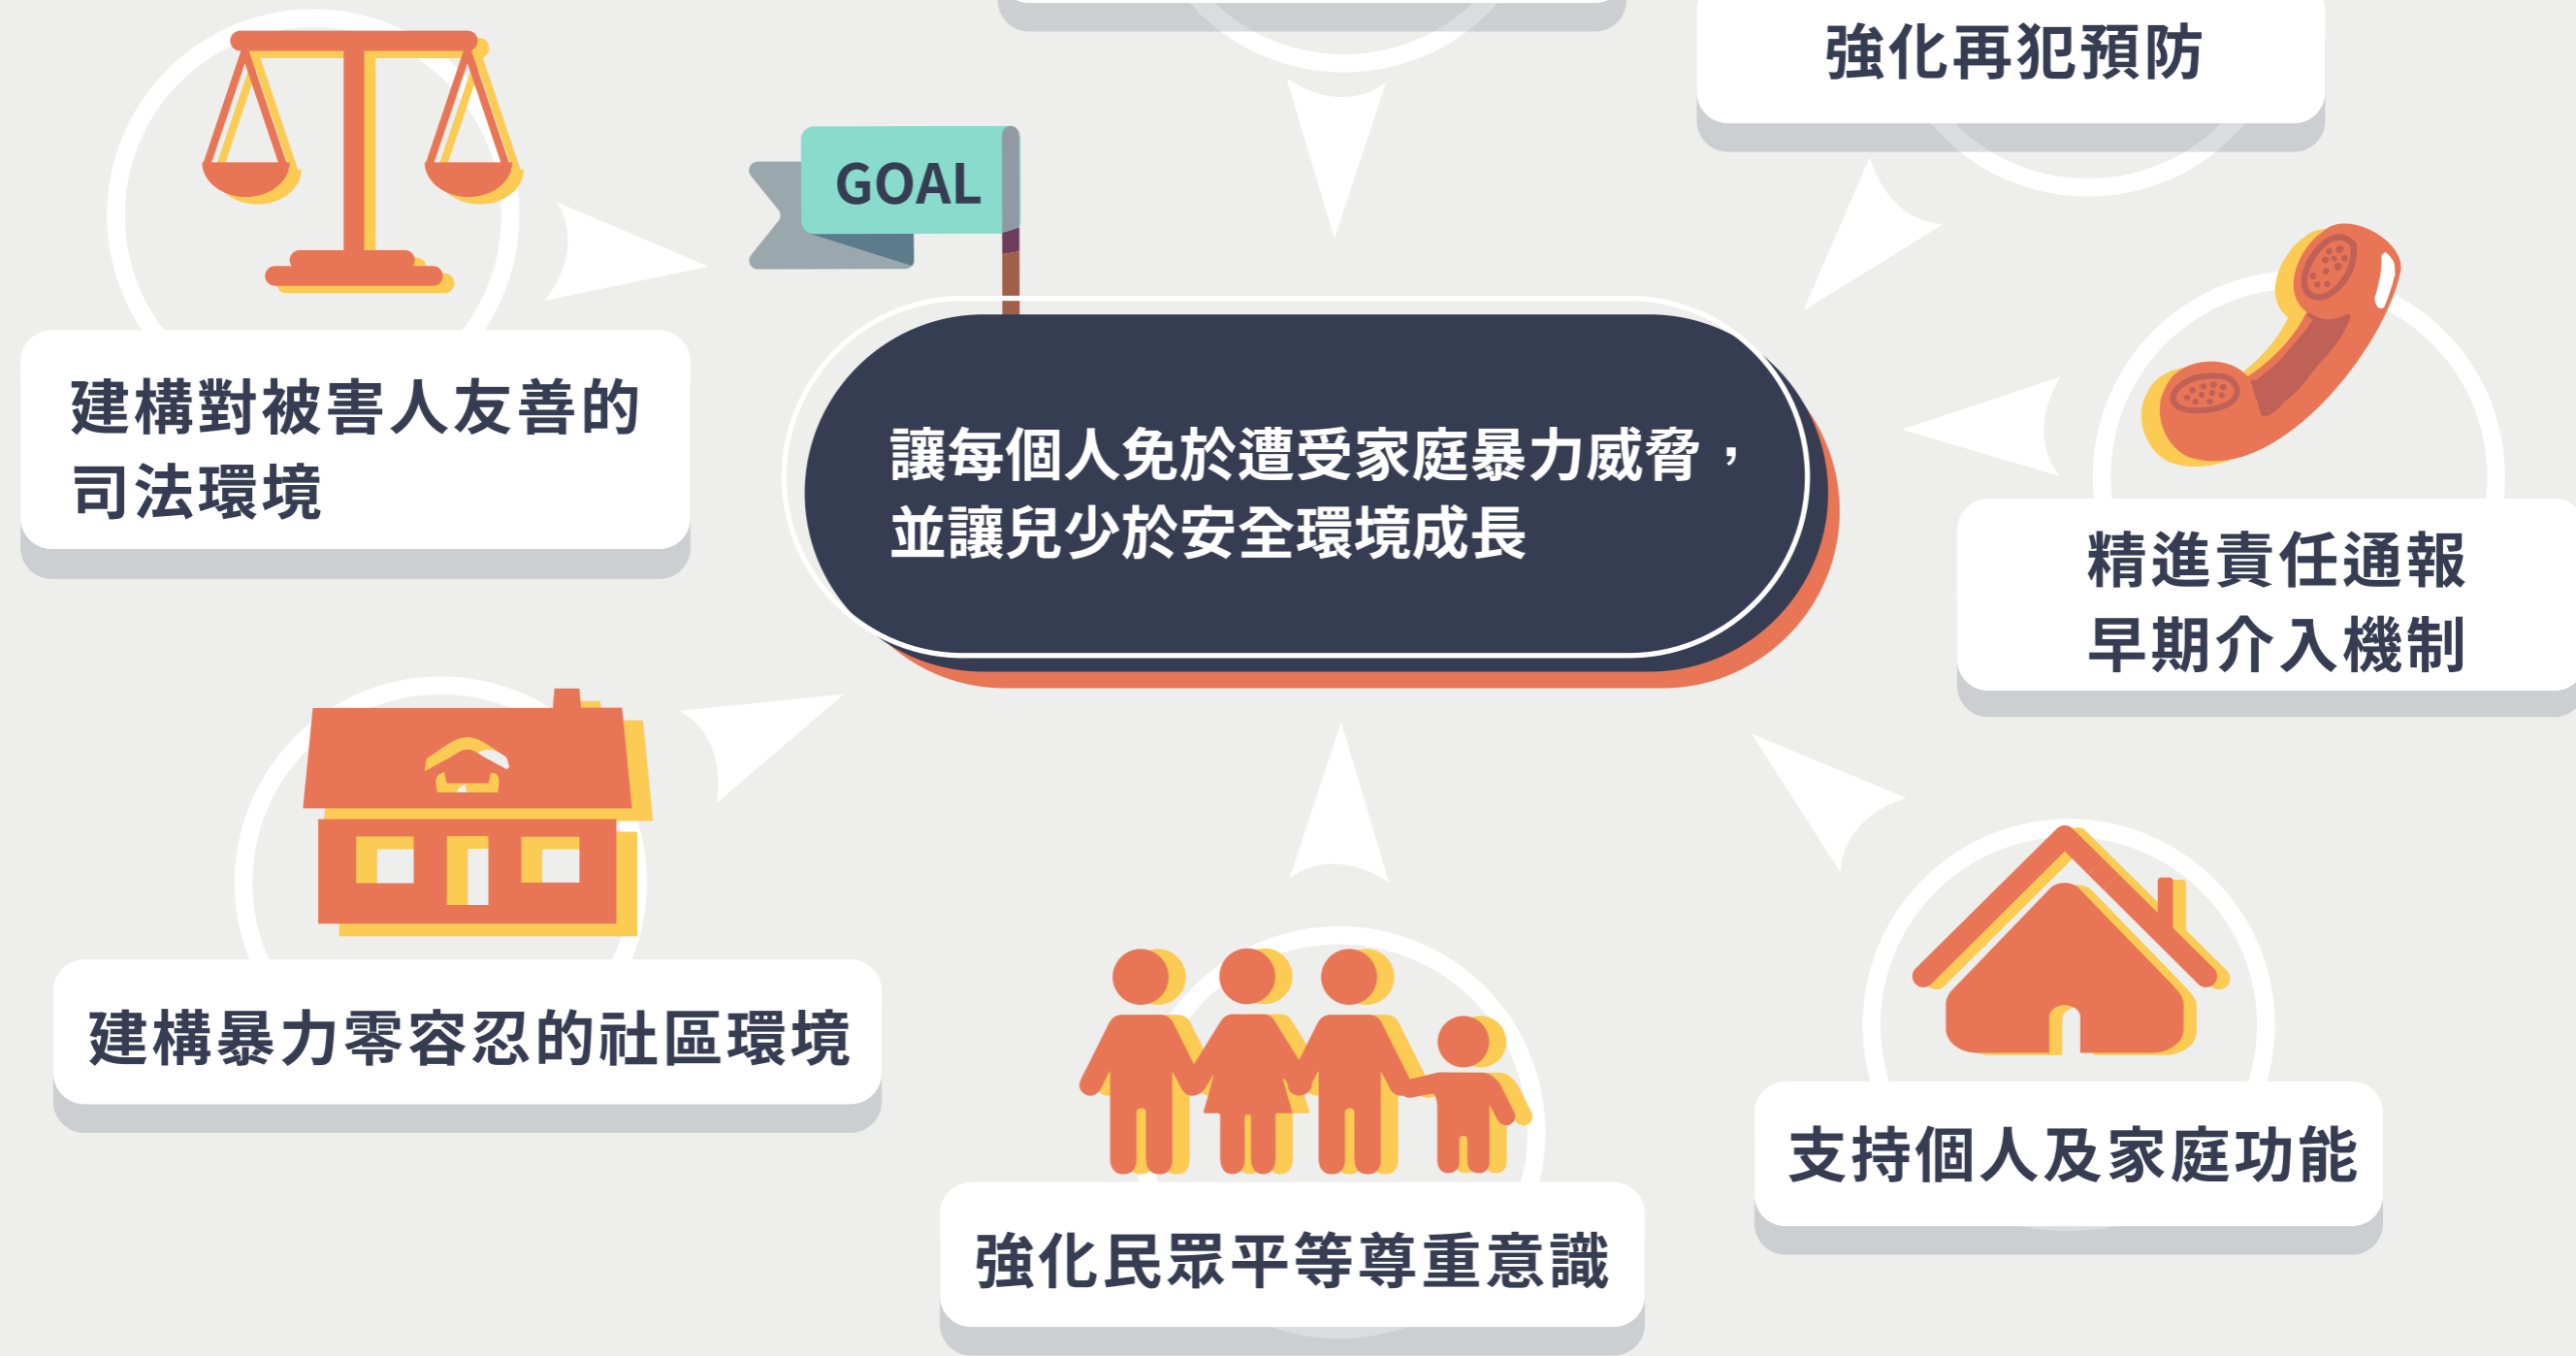 強化再犯預防
GOAL
建構對被害人友善的
司法環境
讓每個人免於遭受家庭暴力威脅，
並讓兒少於安全環境成長
精進責任通報
早期介入機制
建構暴力零容忍的社區環境
支持個人及家庭功能
強化民眾平等尊重意識